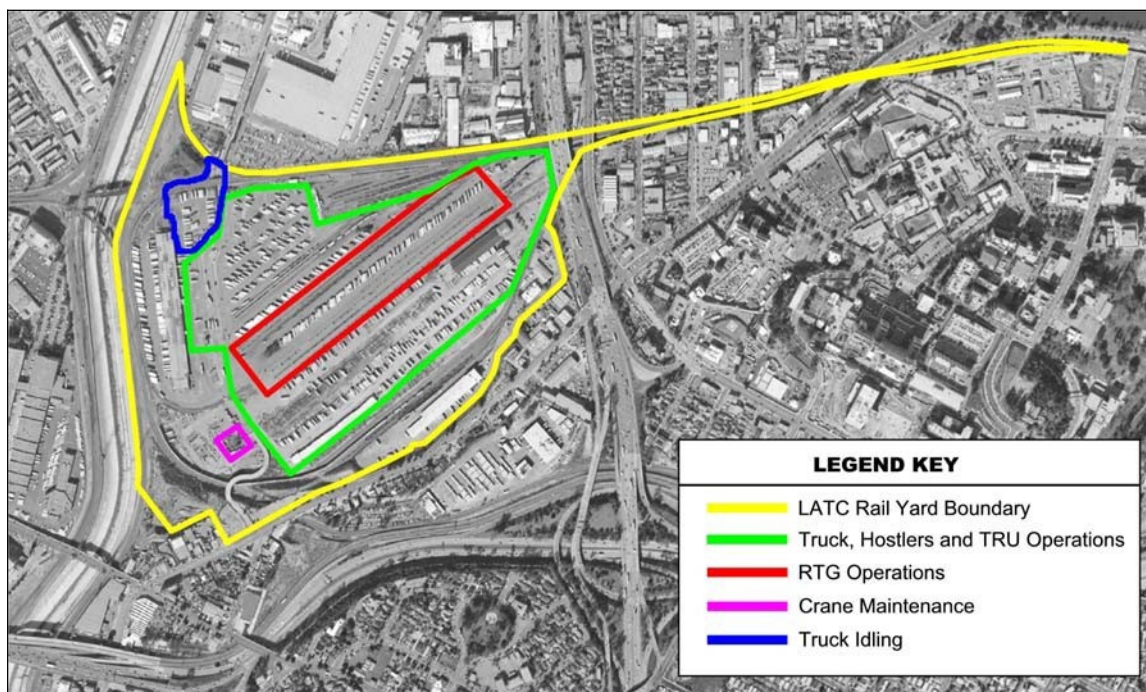 LEGEND KEY
LATC Rail Yard Boundary
Truck, Hostlers and TRU Operations
RTG Operations
Crane Maintenance
Truck Idling